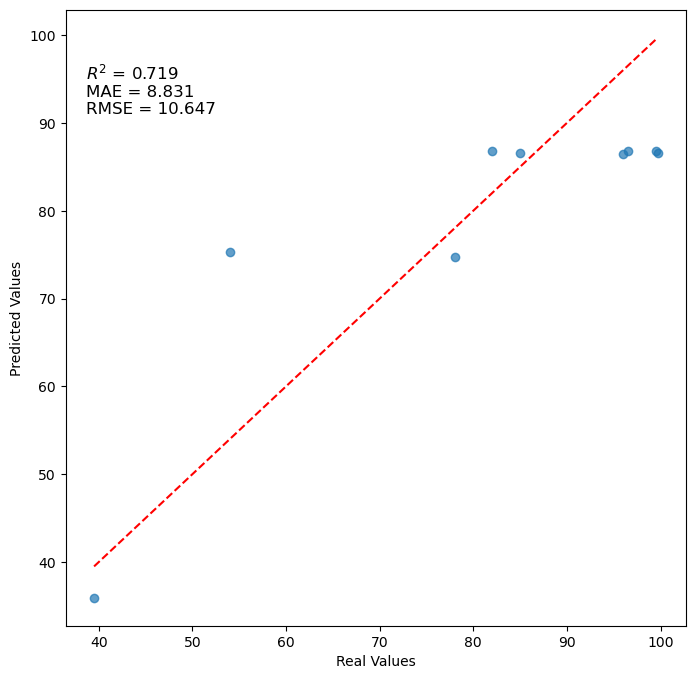 100
90
80
70
60
50
40
R² = 0.719
MAE = 8.831
RMSE = 10.647
Predicted Values
40 50 60 70 80 90 100
Real Values